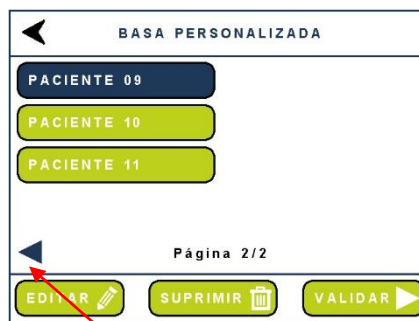 BASA PERSONALIZADA
PACIENTE 09
PACIENTE 10
PACIENTE 11
Página 2/2
EDITAR SUPRIMIR VALIDAR